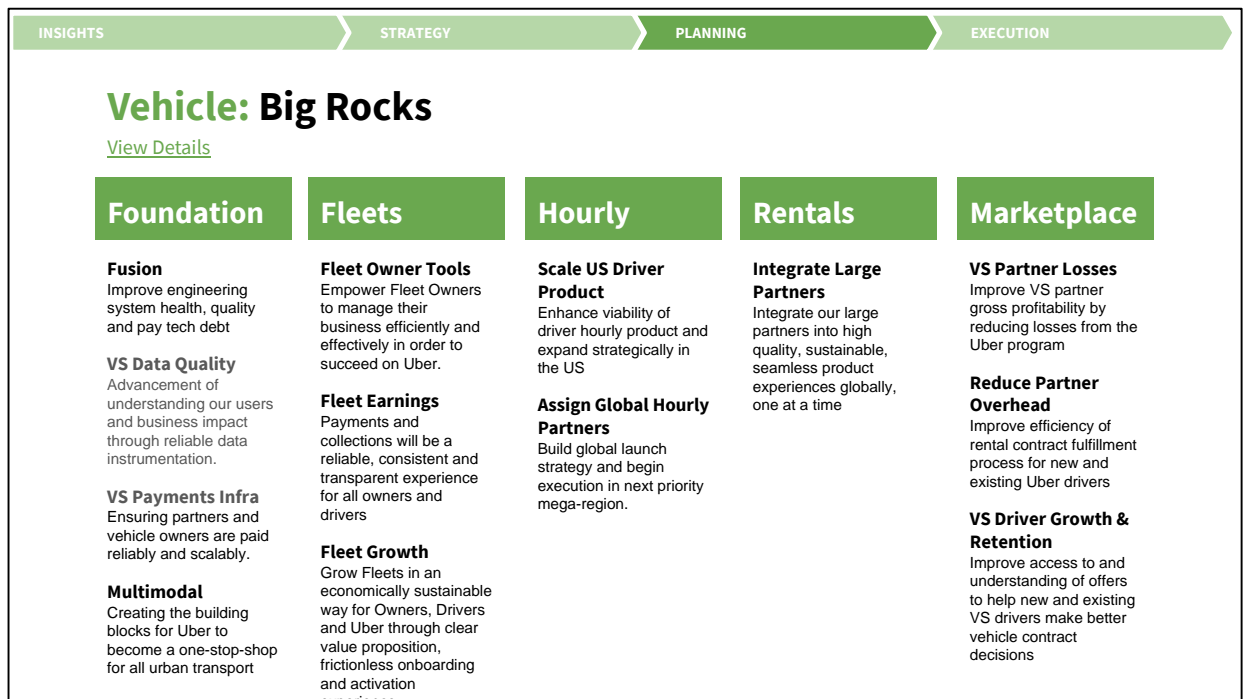 INSIGHTS
STRATEGY
PLANNING
EXECUTION
Vehicle: Big Rocks
View Details
Foundation
Fusion
Improve engineering
system health, quality
and pay tech debt
VS Data Quality
Advancement of
understanding our users
and business impact
through reliable data
instrumentation.
VS Payments Infra
Ensuring partners and
vehicle owners are paid
reliably and scalably.
Multimodal
Creating the building
blocks for Uber to
become a one-stop-shop
for all urban transport
Fleets
Fleet Owner Tools
Empower Fleet Owners
to manage their
business efficiently and
effectively in order to
succeed on Uber.
Fleet Earnings
Payments and
collections will be a
reliable, consistent and
transparent experience
for all owners and
drivers
Fleet Growth
Grow Fleets in an
economically sustainable
way for Owners, Drivers
and Uber through clear
value proposition,
frictionless onboarding
and activation
Hourly
Scale US Driver
Product
Enhance viability of
driver hourly product and
expand strategically in
the US
Assign Global Hourly
Partners
Build global launch
strategy and begin
execution in next priority
mega-region.
Rentals
Integrate Large
Partners
Integrate our large
partners into high
quality, sustainable,
seamless product
experiences globally,
one at a time
Marketplace
VS Partner Losses
Improve VS partner
gross profitability by
reducing losses from the
Uber program
Reduce Partner
Overhead
Improve efficiency of
rental contract fulfillment
process for new and
existing Uber drivers
VS Driver Growth &
Retention
Improve access to and
understanding of offers
to help new and existing
VS drivers make better
vehicle contract
decisions